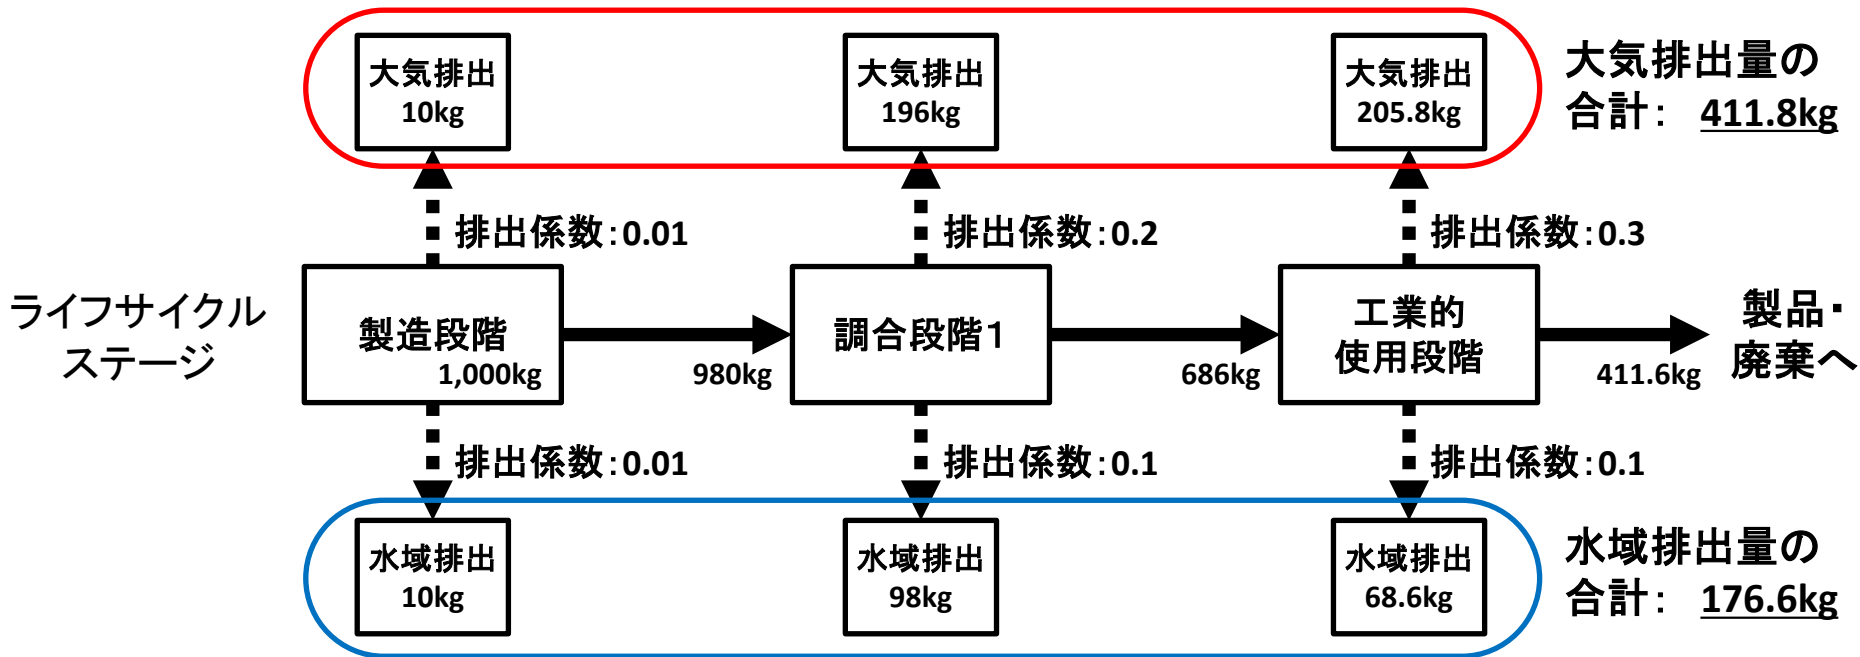 大気排出
10kg
大気排出
196kg
大気排出
205.8kg
大気排出量の
合計： 411.8kg
排出係数：0.01
排出係数：0.2
排出係数：0.3
ライフサイクル
ステージ
製造段階
1,000kg
980kg
調合段階１
686kg
工業的
使用段階
411.6kg
製品・
廃棄へ
排出係数：0.01
排出係数：0.1
排出係数：0.1
水域排出
10kg
水域排出
98kg
水域排出
68.6kg
水域排出量の
合計： 176.6kg